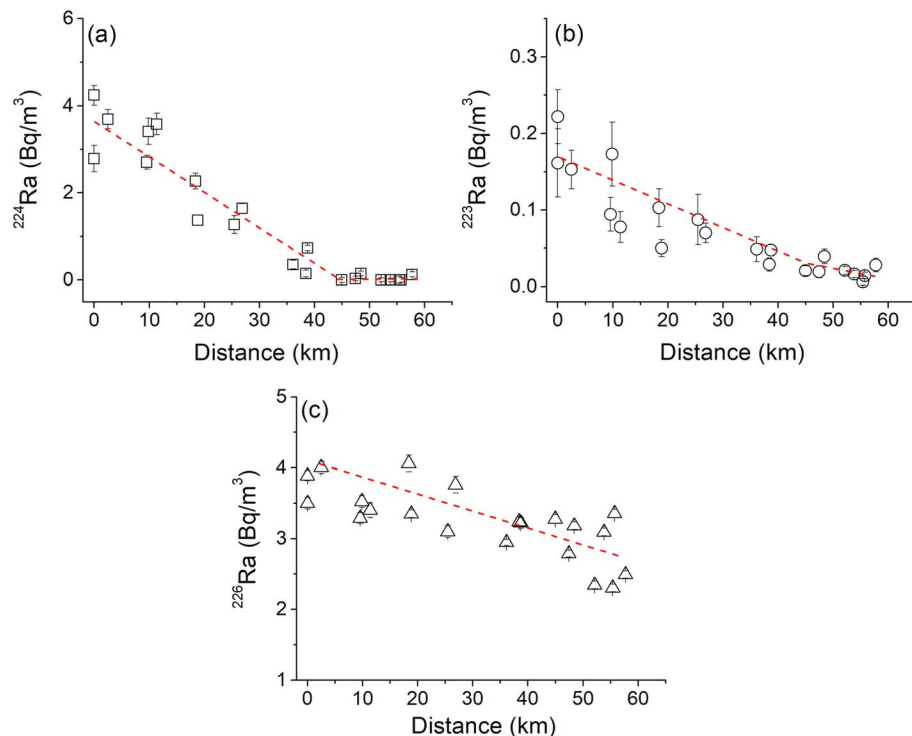 (a)
²²⁴Ra (Bq/m³)
6
4
2
0
0 10 20 30 40 50 60
Distance (km)
(b)
²²³Ra (Bq/m³)
0.3
0.2
0.1
0.0
0 10 20 30 40 50 60
Distance (km)
(c)
²²⁶Ra (Bq/m³)
5
4
3
2
1
0 10 20 30 40 50 60
Distance (km)